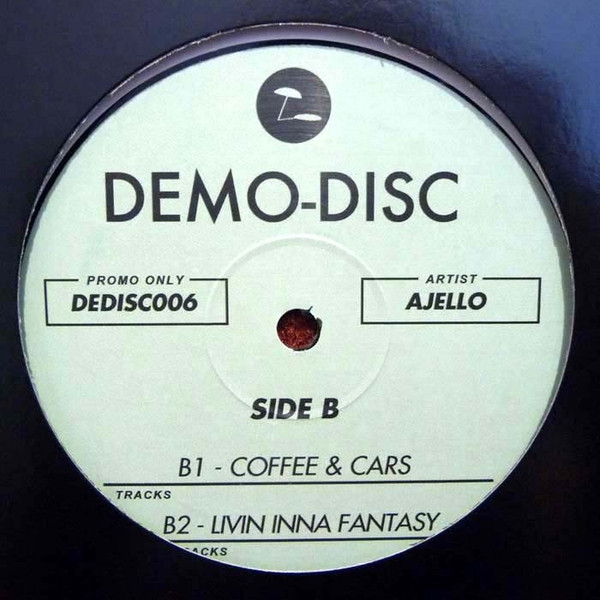 DEMO-DISC
PROMO ONLY
DEDISC006
ARTIST
AJELLO
SIDE B
B1 - COFFEE & CARS
TRACKS
B2 - LIVIN INNA FANTASY